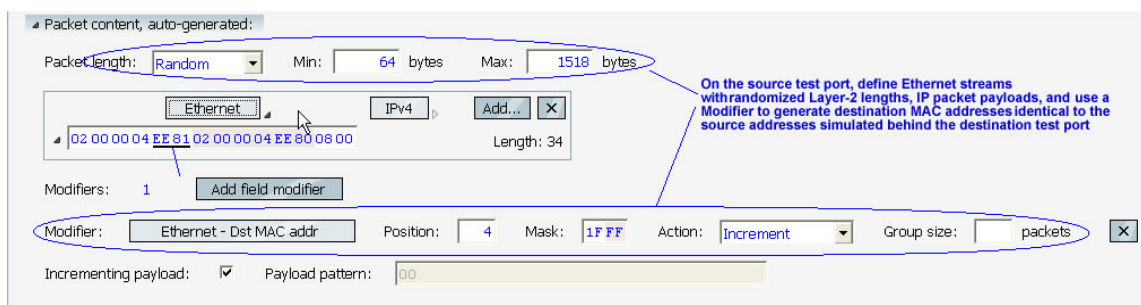 Packet content, auto-generated:
Packet length: Random Min: 64 bytes Max: 1518 bytes
On the source test port, define Ethernet streams
withrandomized Layer-2 lengths, IP packet payloads, and use a
Modifier to generate destination MAC addresses identical to the
source addresses simulated behind the destination test port
Ethernet IPv4 Add... X
02 00 00 04 EE 81 02 00 00 04 EE 80 08 00 Length: 34
Modifiers: 1 Add field modifier
Modifier: Ethernet - Dst MAC addr Position: 4 Mask: 1F FF Action: Increment Group size: packets X
Incrementing payload: Payload pattern: 00